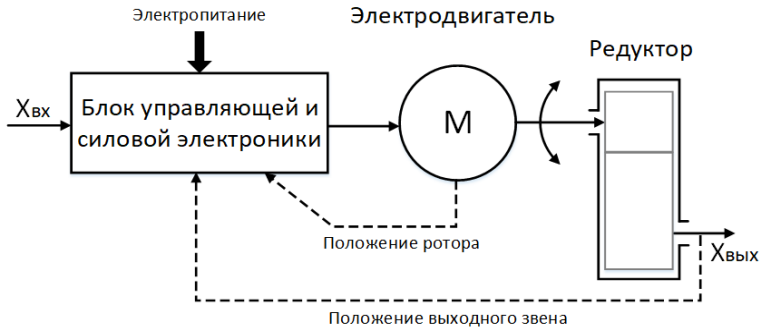 Электропитание
Электродвигатель
Редуктор
Xвх
Блок управляющей и
силовой электроники
М
Положение ротора
Xвых
Положение выходного звена